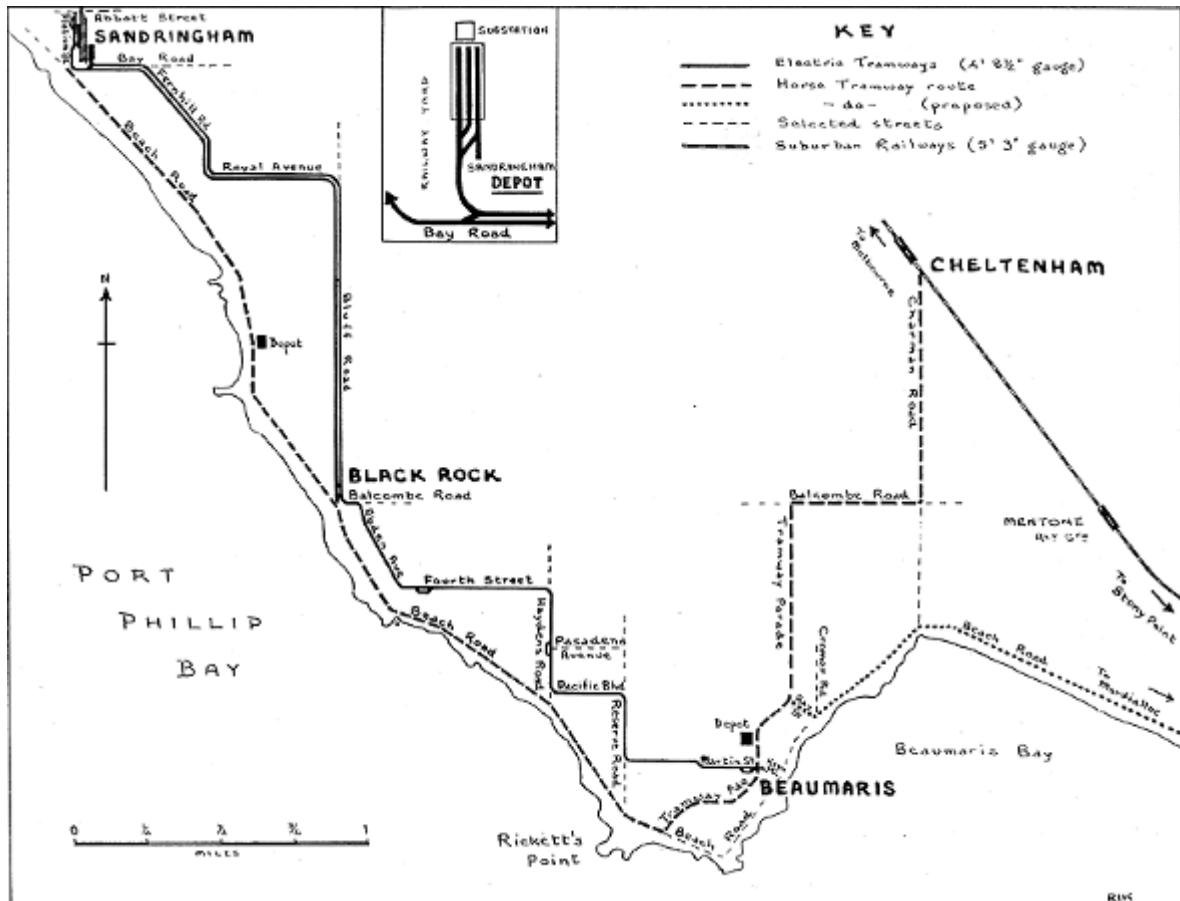 Abbott Street
Station St
SANDRINGHAM
Bay Road
Fernhill Rd
Beach Road
Royal Avenue
Bluff Road
N
Depot
BLACK ROCK
Balcombe Road
Fourth Street
Haydens Road
Pasadena
Avenue
Pacific Blvd
Reserve Road
Beach Road
SUBSTATION
RAILWAY YARD
SANDRINGHAM
DEPOT
Bay Road
KEY
Electric Tramways (4' 8½" gauge)
Horse Tramway route
- do - (proposed)
Selected streets
Suburban Railways (5' 3" gauge)
To Melbourne
CHELTENHAM
Charman Road
Balcombe Road
Tramway Parade
MENTONE
To Stony Point
Cromer Rd
Beach Road
To Mordialloc
Depot
Martin St
BEAUMARIS
Tramway Pde
Beach Road
Beaumaris Bay
Rickett's
Point
PORT
PHILLIP
BAY
0 ¼ ½ ¾ 1
MILES